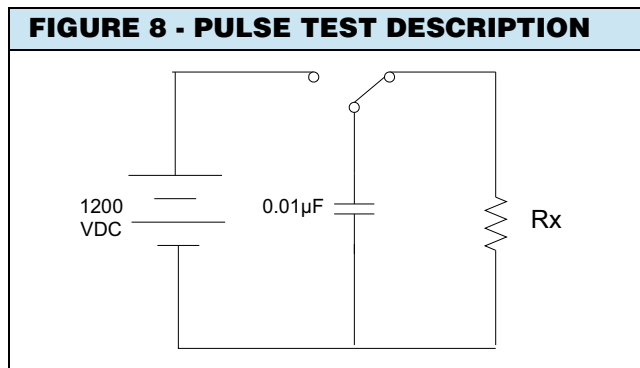 FIGURE 8 - PULSE TEST DESCRIPTION
1200
VDC
0.01µF
Rx